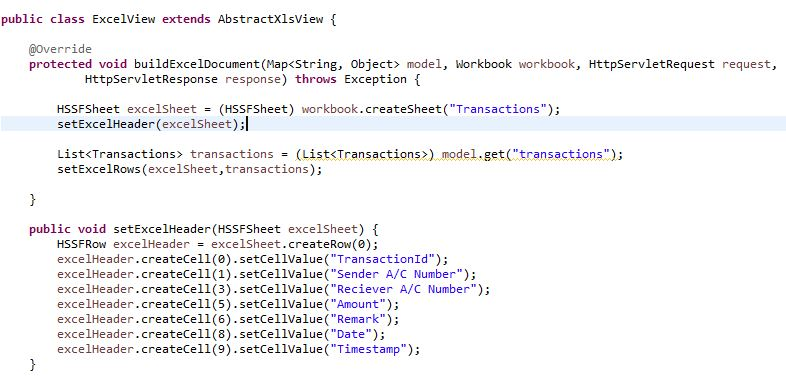 public class ExcelView extends AbstractXlsView {
@Override
protected void buildExcelDocument(Map<String, Object> model, Workbook workbook, HttpServletRequest request,
HttpServletResponse response) throws Exception {
HSSFSheet excelSheet = (HSSFSheet) workbook.createSheet("Transactions");
setExcelHeader(excelSheet);
List<Transactions> transactions = (List<Transactions>) model.get("transactions");
setExcelRows(excelSheet,transactions);
}
public void setExcelHeader(HSSFSheet excelSheet) {
HSSFRow excelHeader = excelSheet.createRow(0);
excelHeader.createCell(0).setCellValue("TransactionId");
excelHeader.createCell(1).setCellValue("Sender A/C Number");
excelHeader.createCell(3).setCellValue("Reciever A/C Number");
excelHeader.createCell(5).setCellValue("Amount");
excelHeader.createCell(6).setCellValue("Remark");
excelHeader.createCell(8).setCellValue("Date");
excelHeader.createCell(9).setCellValue("Timestamp");
}